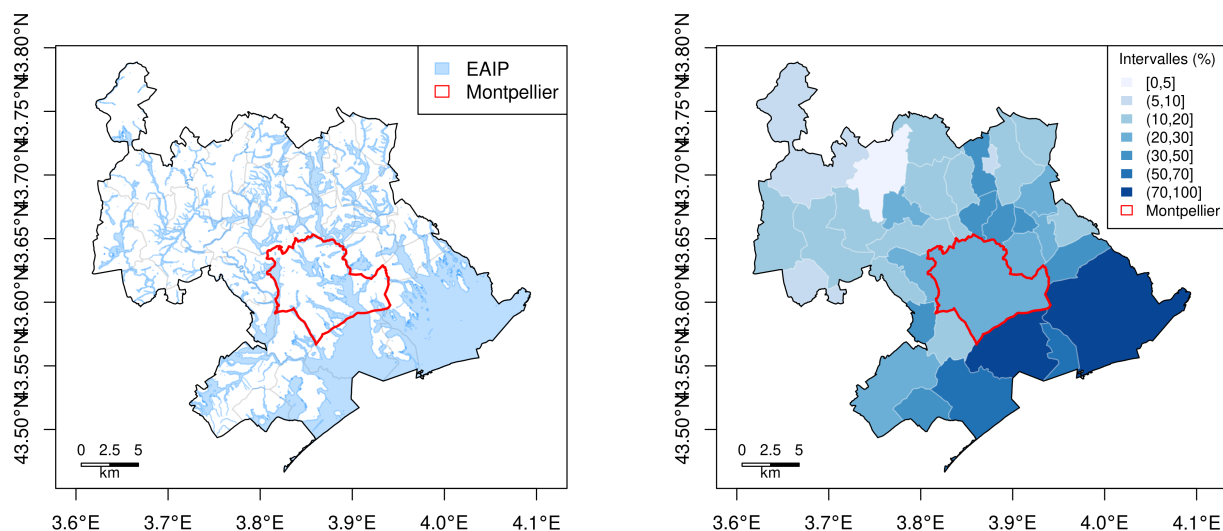 43.80°N
43.75°N
43.70°N
43.65°N
43.60°N
43.55°N
43.50°N
EAIP
Montpellier
0 2.5 5
km
3.6°E 3.7°E 3.8°E 3.9°E 4.0°E 4.1°E
43.80°N
43.75°N
43.70°N
43.65°N
43.60°N
43.55°N
43.50°N
Intervalles (%)
[0,5]
(5,10]
(10,20]
(20,30]
(30,50]
(50,70]
(70,100]
Montpellier
0 2.5 5
km
3.6°E 3.7°E 3.8°E 3.9°E 4.0°E 4.1°E